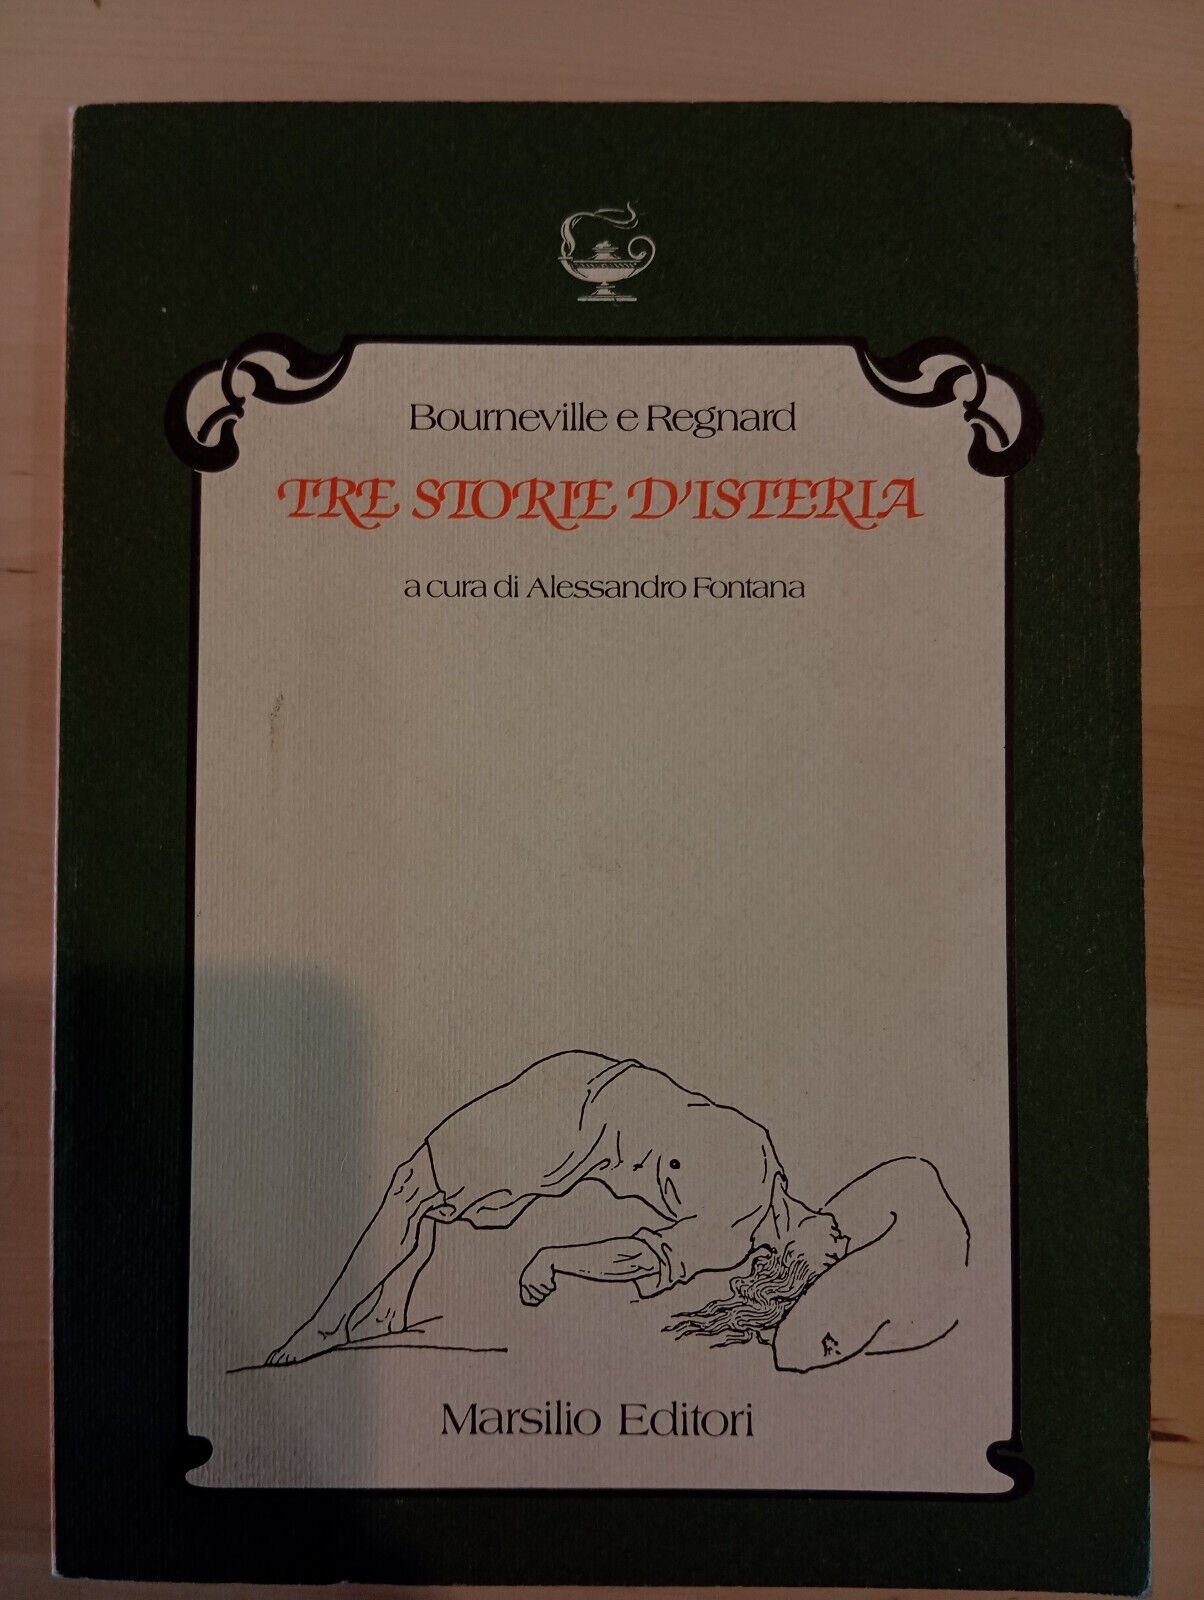 Bourneville e Regnard
TRE STORIE D'ISTERIA
a cura di Alessandro Fontana
Marsilio Editori